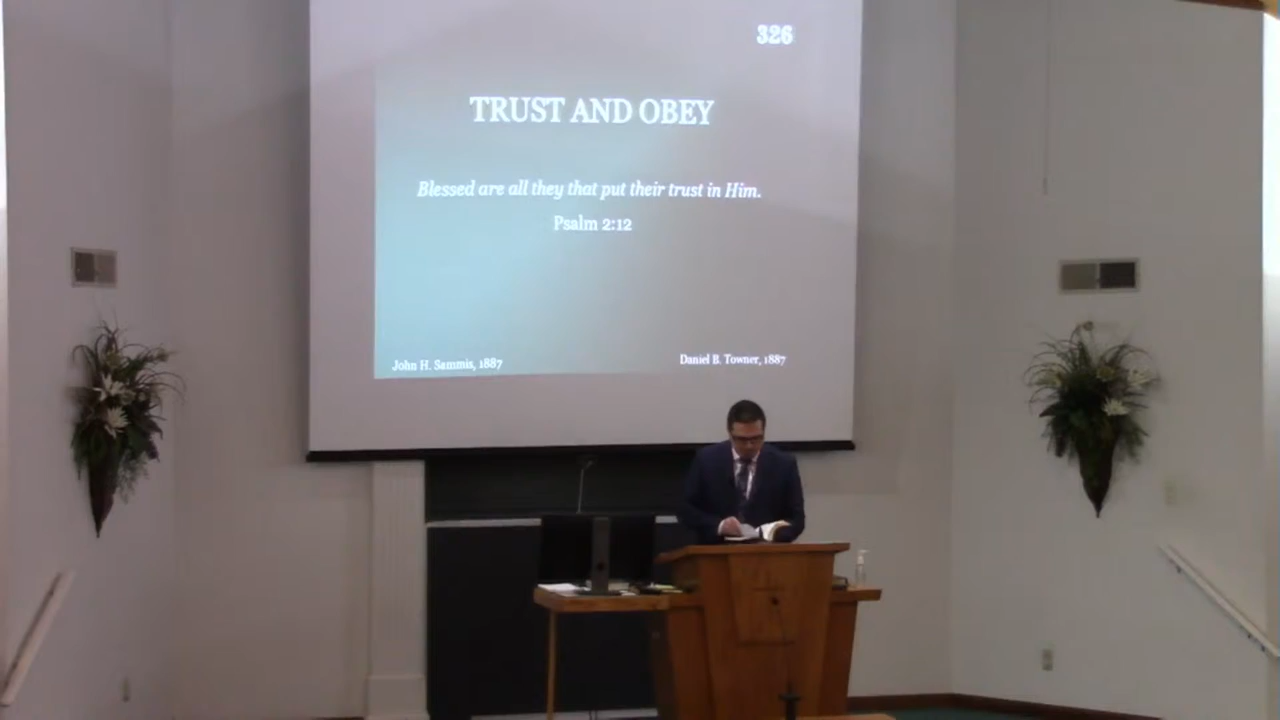 326
TRUST AND OBEY
Blessed are all they that put their trust in Him.
Psalm 2:12
John H. Sammis, 1887
Daniel B. Towner, 1887